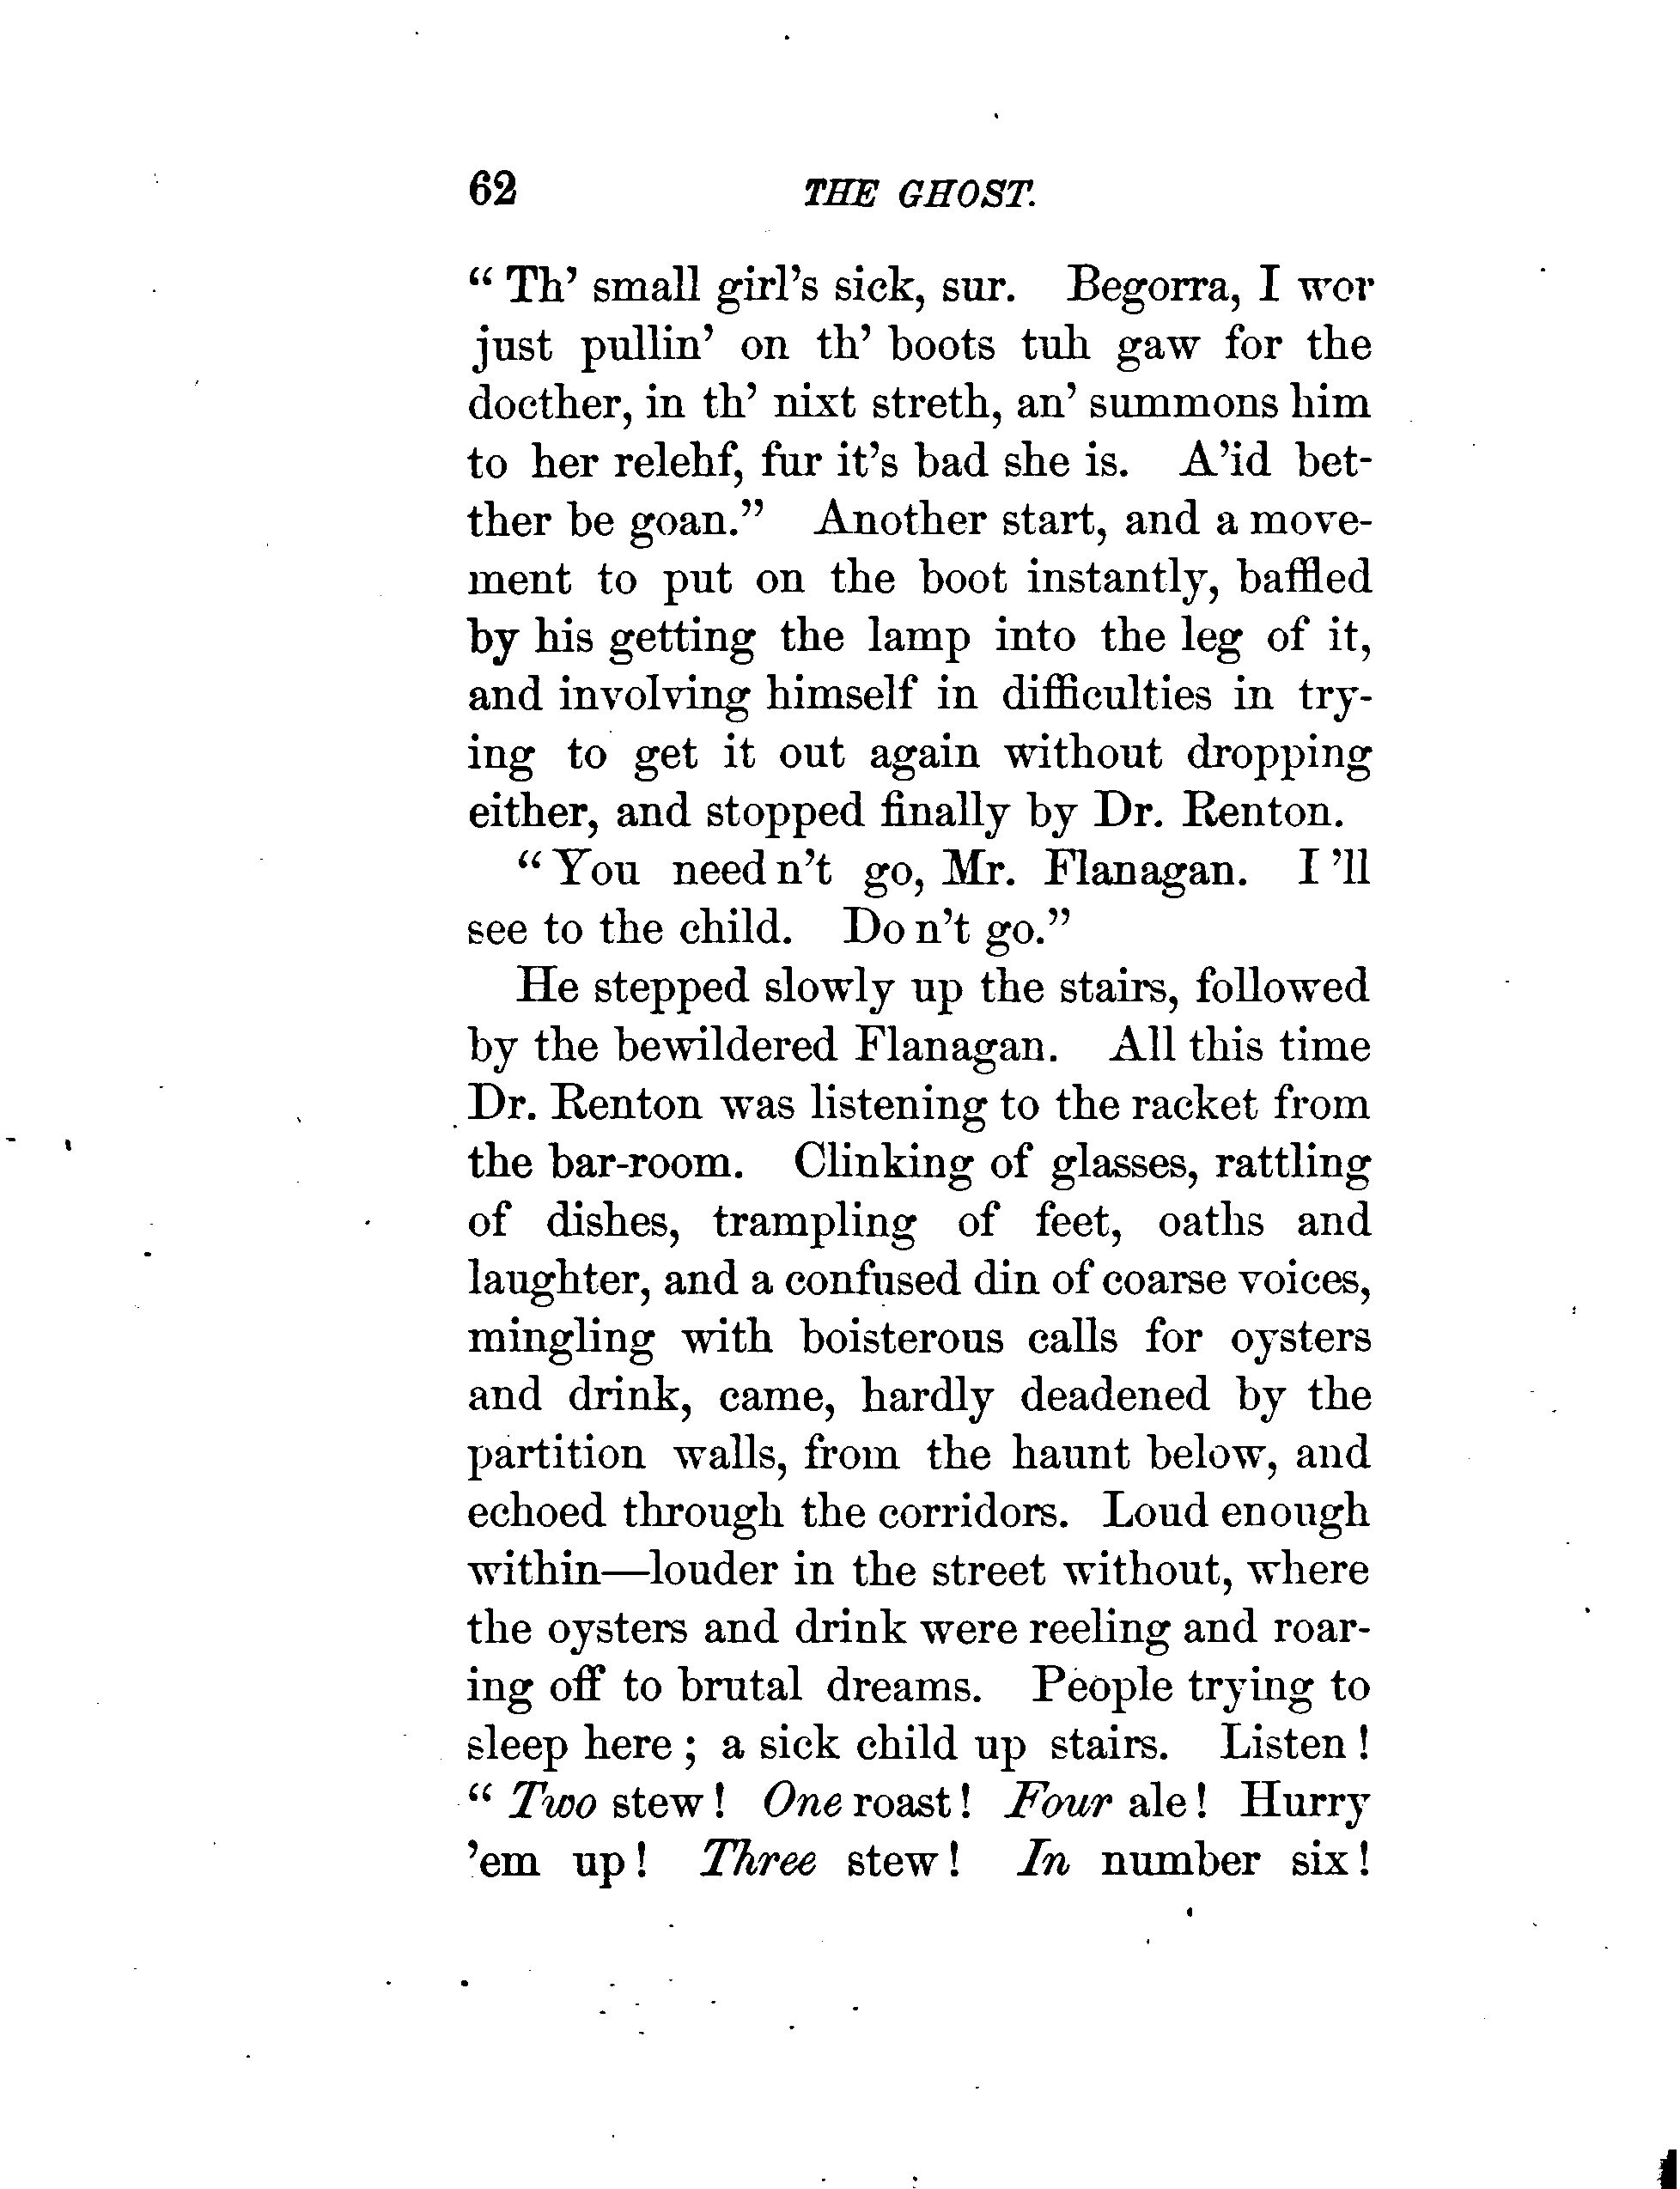 62 THE GHOST.
“ Th’ small girl’s sick, sur. Begorra, I wor
just pullin’ on th’ boots tuh gaw for the
docther, in th’ nixt streth, an’ summons him
to her relehf, fur it’s bad she is. A’id bet-
ther be goan.” Another start, and a move-
ment to put on the boot instantly, baffled
by his getting the lamp into the leg of it,
and involving himself in difficulties in try-
ing to get it out again without dropping
either, and stopped finally by Dr. Renton.
“ You need n’t go, Mr. Flanagan. I ’ll
see to the child. Do n’t go.”
He stepped slowly up the stairs, followed
by the bewildered Flanagan. All this time
Dr. Renton was listening to the racket from
the bar-room. Clinking of glasses, rattling
of dishes, trampling of feet, oaths and
laughter, and a confused din of coarse voices,
mingling with boisterous calls for oysters
and drink, came, hardly deadened by the
partition walls, from the haunt below, and
echoed through the corridors. Loud enough
within—louder in the street without, where
the oysters and drink were reeling and roar-
ing off to brutal dreams. People trying to
sleep here ; a sick child up stairs. Listen !
“ Two stew ! One roast ! Four ale ! Hurry
’em up ! Three stew ! In number six !